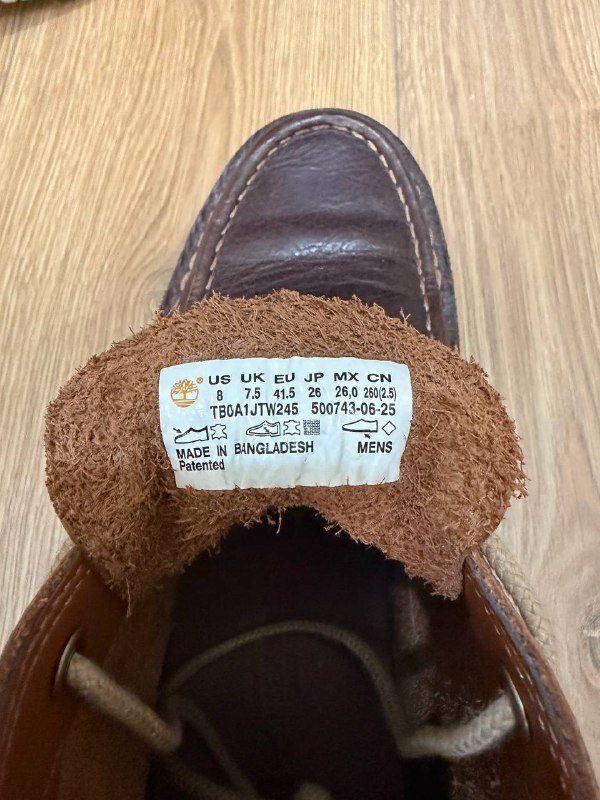 ® US UK EU JP MX CN
8 7.5 41.5 26 26,0 260(2.5)
TB0A1JTW245 500743-06-25
MADE IN BANGLADESH MENS
Patented